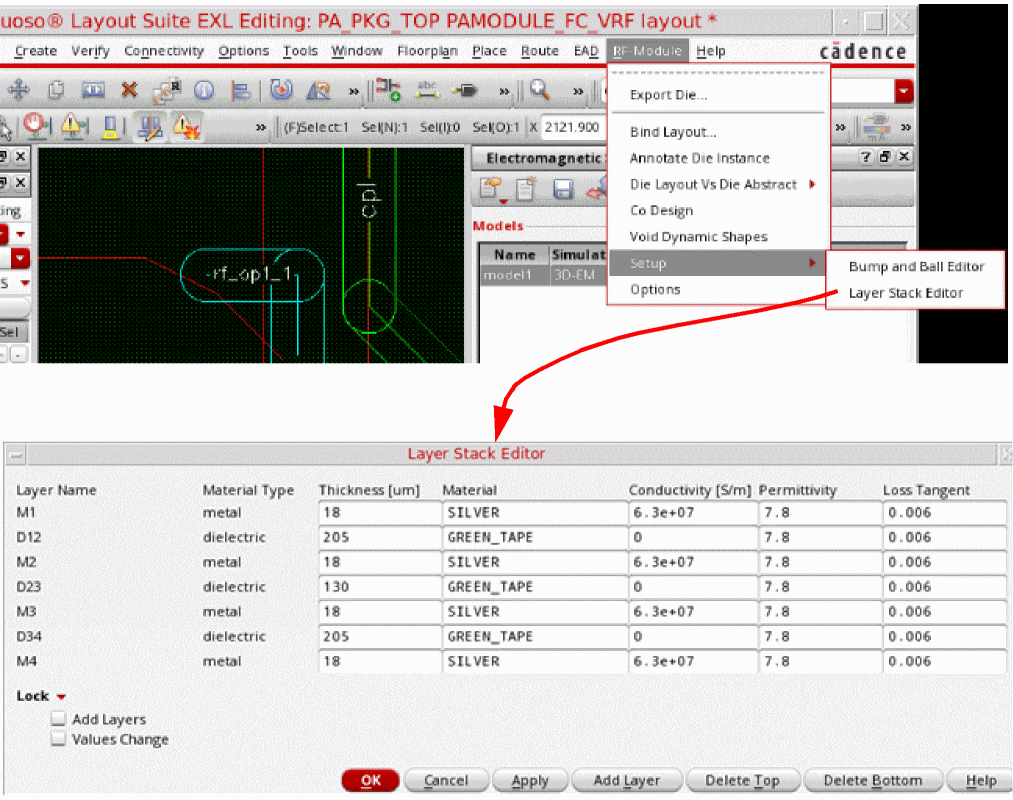 uoso® Layout Suite EXL Editing: PA_PKG_TOP PAMODULE_FC_VRF layout *
Create Verify Connectivity Options Tools Window Floorplan Place Route EAD RF-Module Help cādence
abc
(F)Select:1 Sel(N):1 Sel(I):0 Sel(O):1 X 2121.900
Export Die...
Bind Layout...
Annotate Die Instance
Die Layout Vs Die Abstract
Co Design
Void Dynamic Shapes
Setup
Options
Bump and Ball Editor
Layer Stack Editor
Electromagnetic
Models
Name Simulat
model1 3D-EM
ing
S
Sel
cpl
rf_op1_1
Layer Stack Editor
Layer Name Material Type Thickness [um] Material Conductivity [S/m] Permittivity Loss Tangent
M1 metal 18 SILVER 6.3e+07 7.8 0.006
D12 dielectric 205 GREEN_TAPE 0 7.8 0.006
M2 metal 18 SILVER 6.3e+07 7.8 0.006
D23 dielectric 130 GREEN_TAPE 0 7.8 0.006
M3 metal 18 SILVER 6.3e+07 7.8 0.006
D34 dielectric 205 GREEN_TAPE 0 7.8 0.006
M4 metal 18 SILVER 6.3e+07 7.8 0.006
Lock
Add Layers
Values Change
OK Cancel Apply Add Layer Delete Top Delete Bottom Help